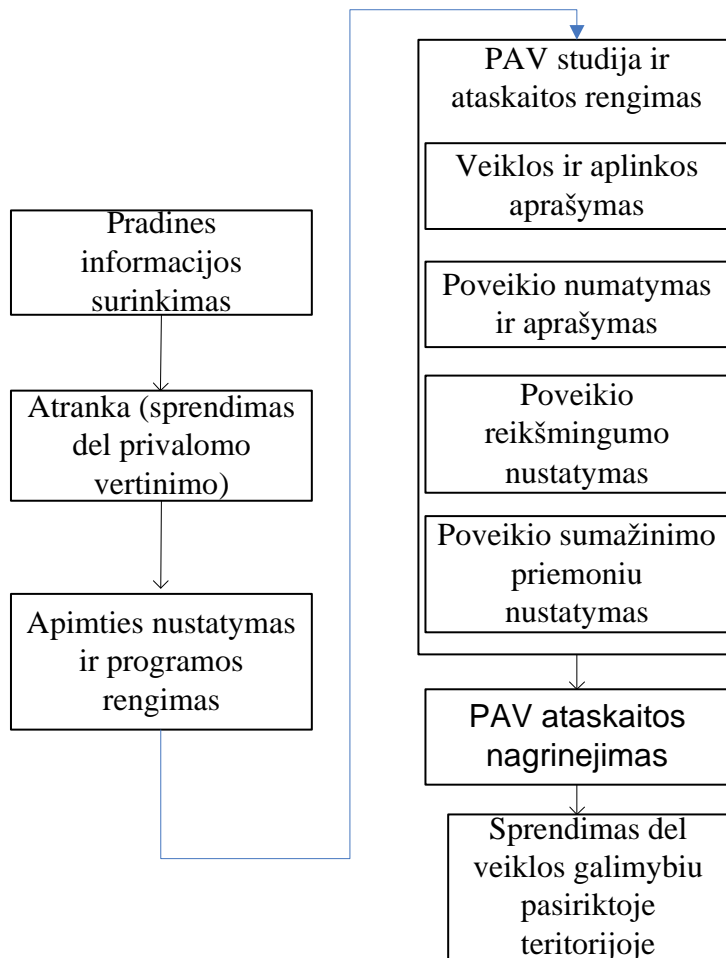 Pradines
informacijos
surinkimas
Atranka (sprendimas
del privalomo
vertinimo)
Apimties nustatymas
ir programos
rengimas
PAV studija ir
ataskaitos rengimas
Veiklos ir aplinkos
aprašymas
Poveikio numatymas
ir aprašymas
Poveikio
reikšmingumo
nustatymas
Poveikio sumažinimo
priemoniu
nustatymas
PAV ataskaitos
nagrinejimas
Sprendimas del
veiklos galimybiu
pasiriktoje
teritorijoje